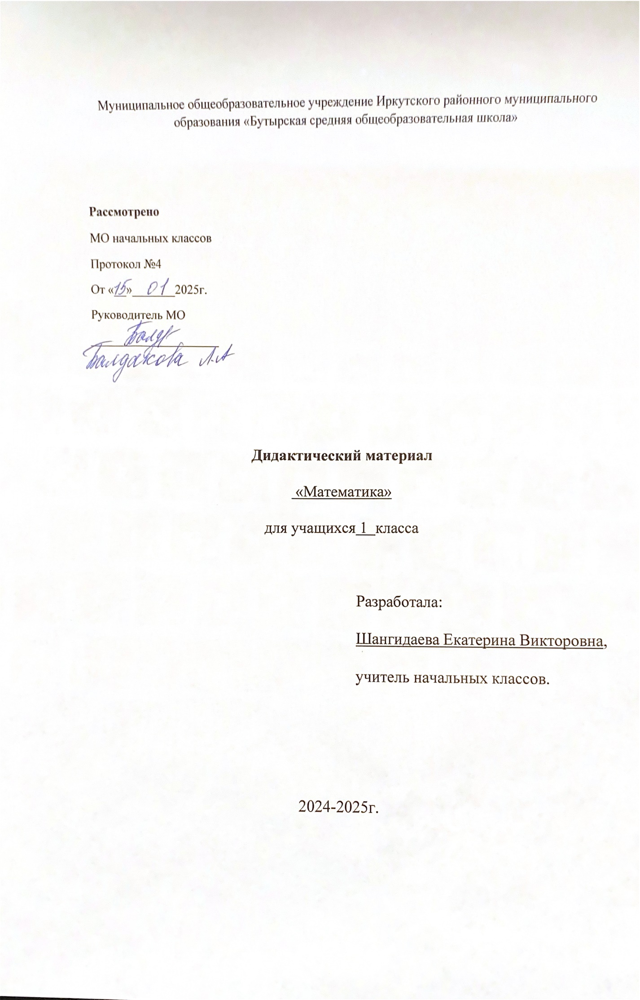 Муниципальное общеобразовательное учреждение Иркутского районного муниципального
образования «Бутырская средняя общеобразовательная школа»
Рассмотрено
МО начальных классов
Протокол №4
От «15» 01 2025г.
Руководитель МО
Балдакова Л.А
Дидактический материал
«Математика»
для учащихся 1 класса
Разработала:
Шангидаева Екатерина Викторовна,
учитель начальных классов.
2024-2025г.